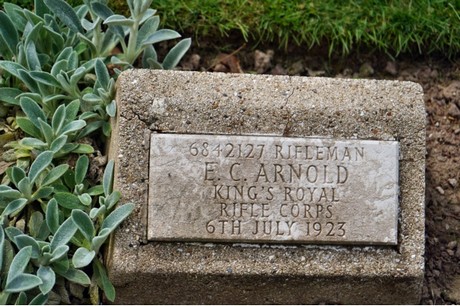 6842127 RIFLEMAN
E. C. ARNOLD
KING'S ROYAL
RIFLE CORPS
6TH JULY 1923